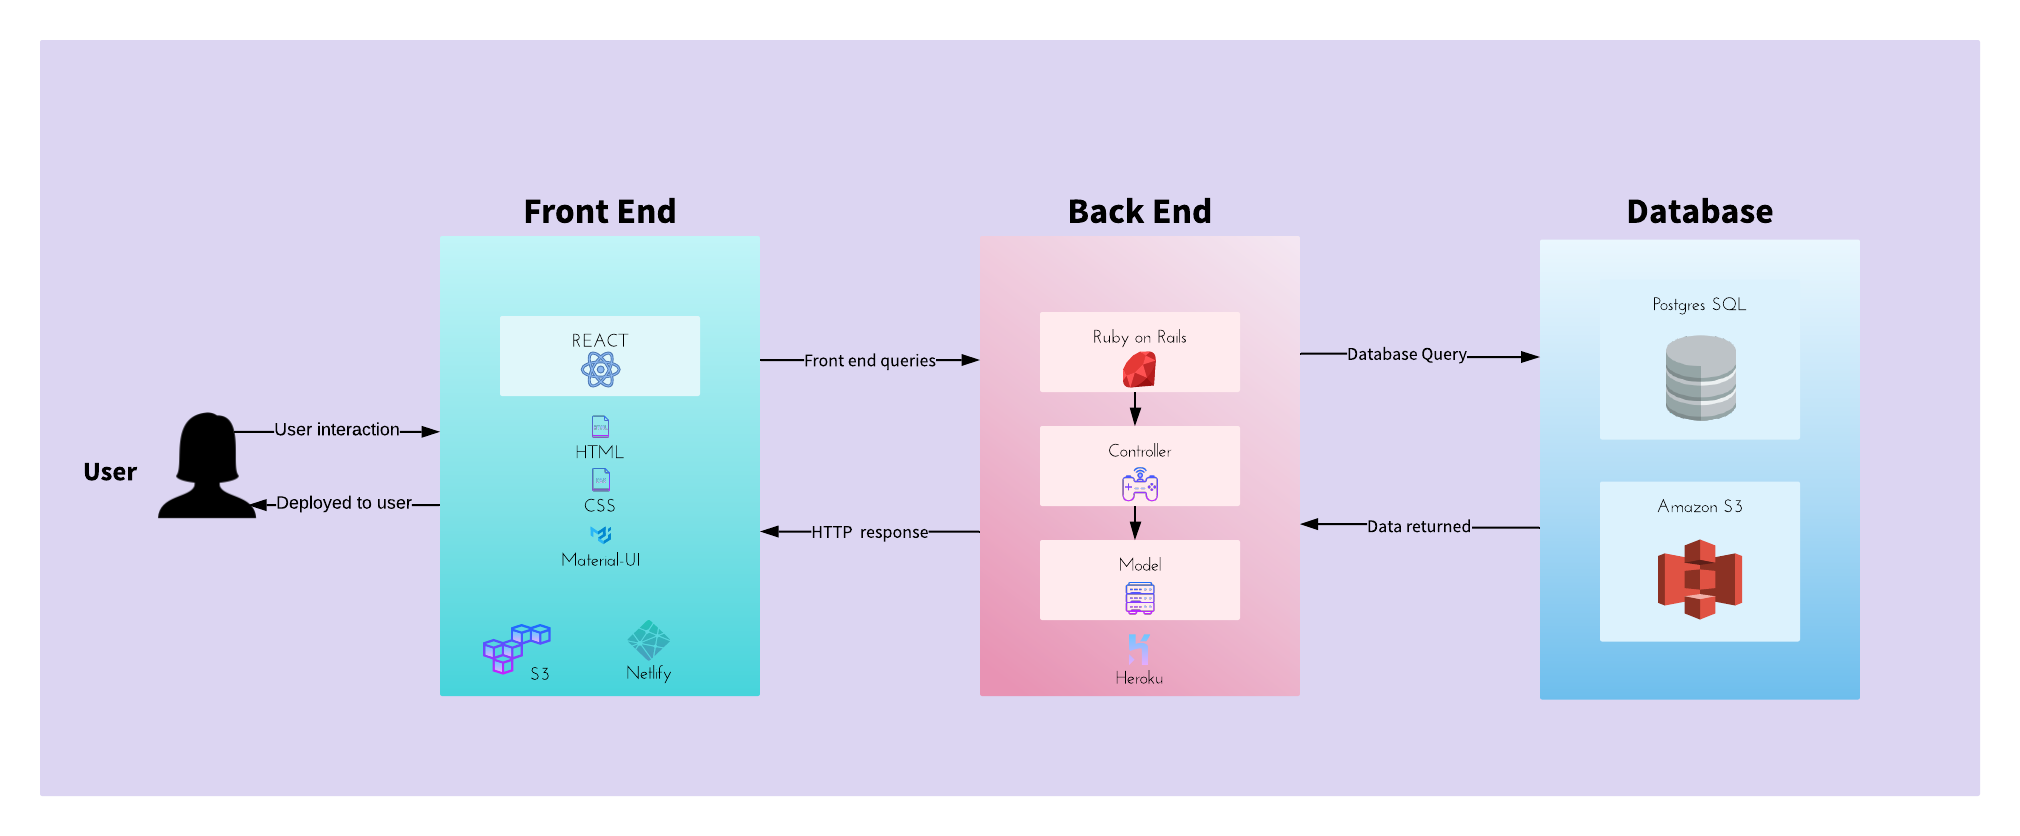 Front End
Back End
Database
User
User interaction
Deployed to user
REACT
HTML
CSS
Material-UI
S3
Netlify
Front end queries
HTTP response
Ruby on Rails
Controller
Model
Heroku
Database Query
Data returned
Postgres SQL
Amazon S3